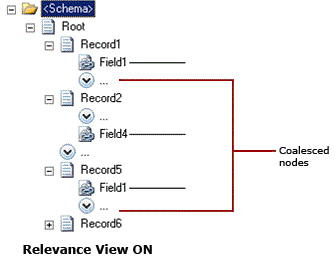 <Schema>
Root
Record1
Field1
...
Record2
...
Field4
...
Record5
Field1
...
Record6
Coalesced
nodes
Relevance View ON